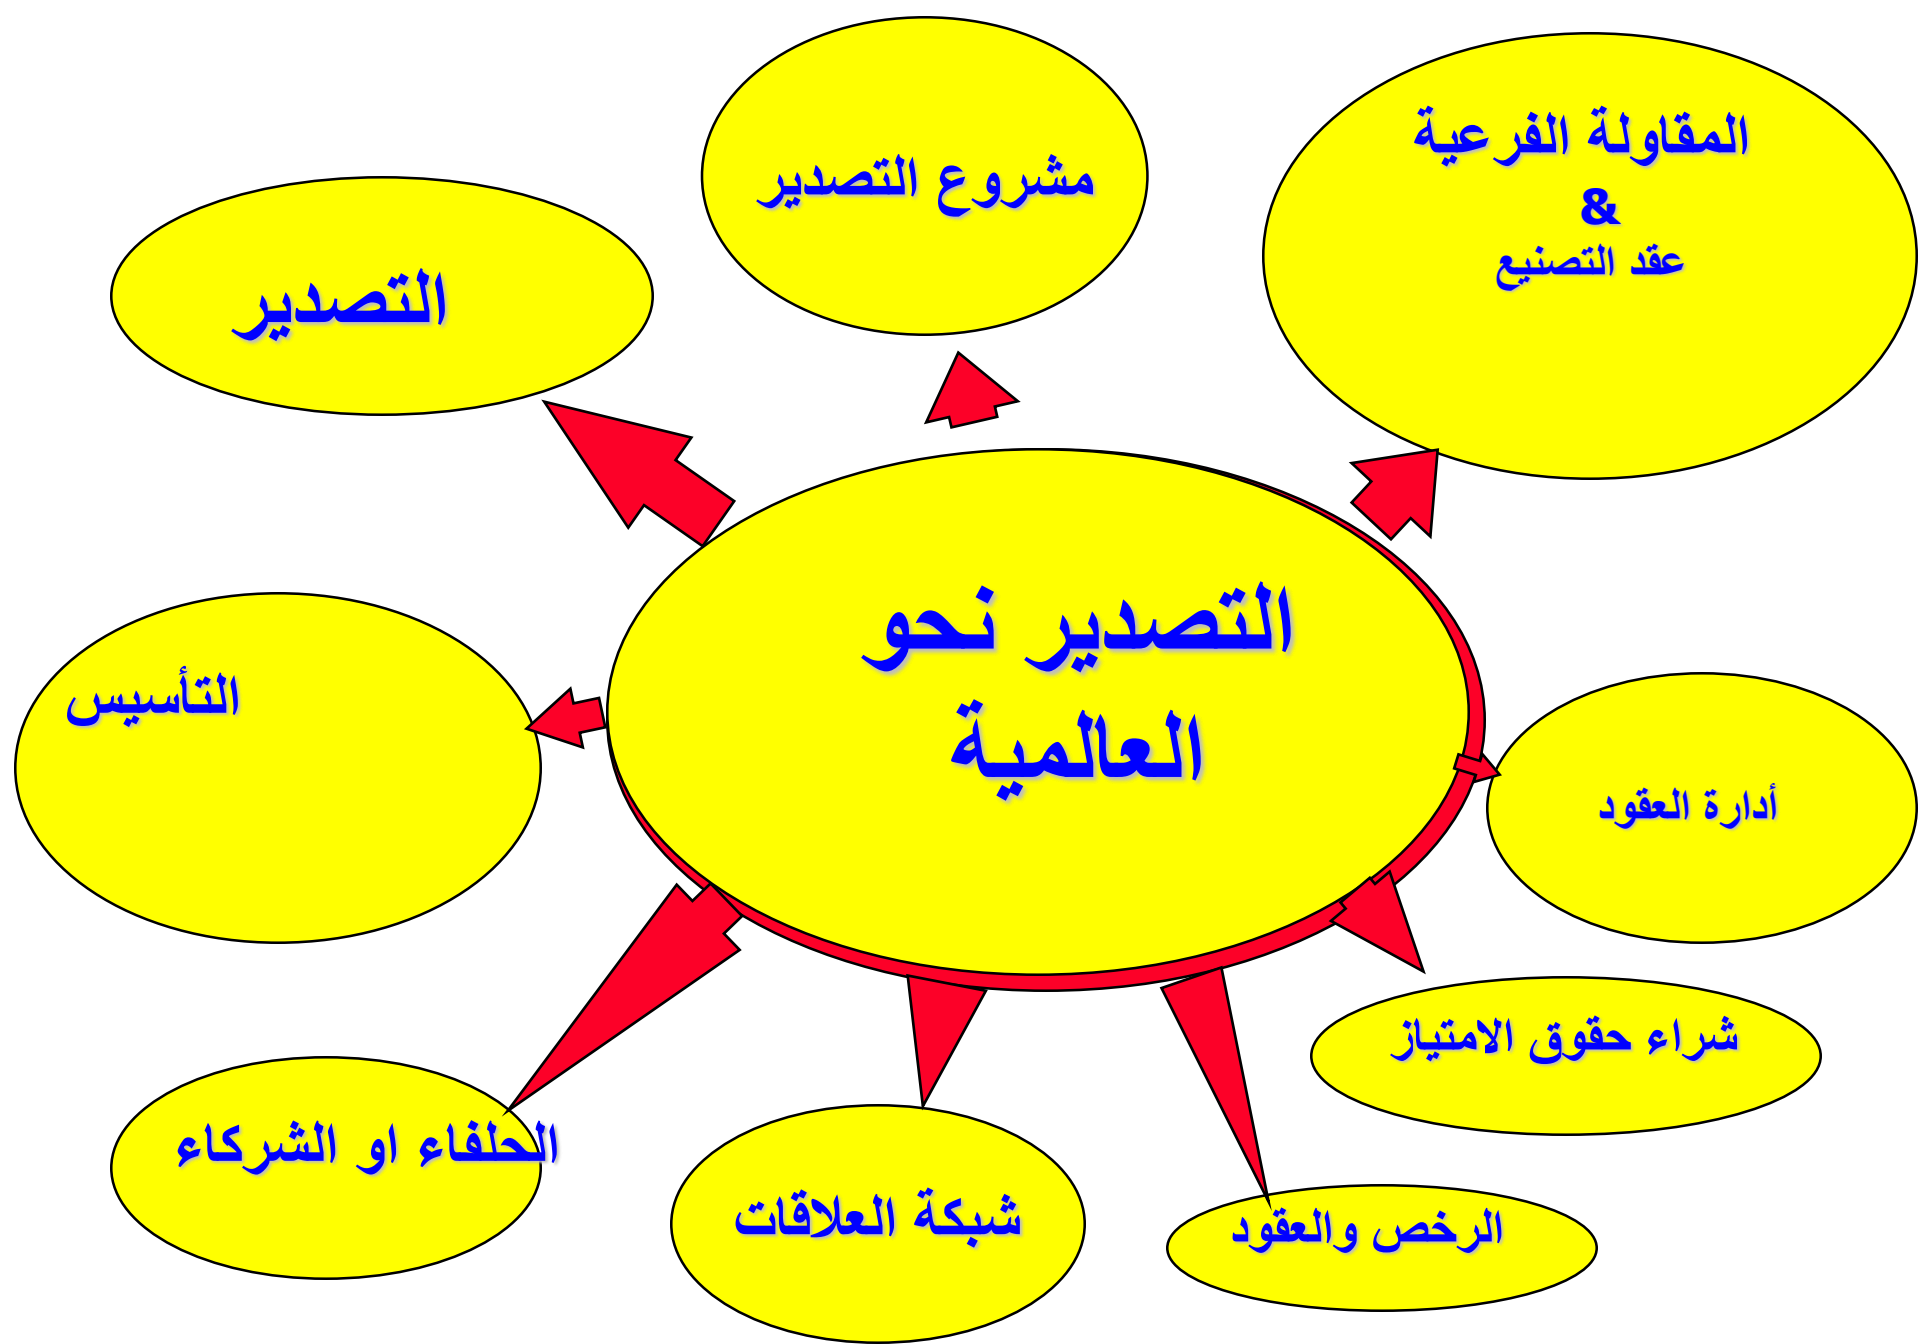 المقاولة الفرعية
&
عقد التصنيع
مشروع التصدير
التصدير
التصدير نحو
العالمية
التأسيس
أدارة العقود
شراء حقوق الامتياز
الحلفاء او الشركاء
شبكة العلاقات
الرخص والعقود